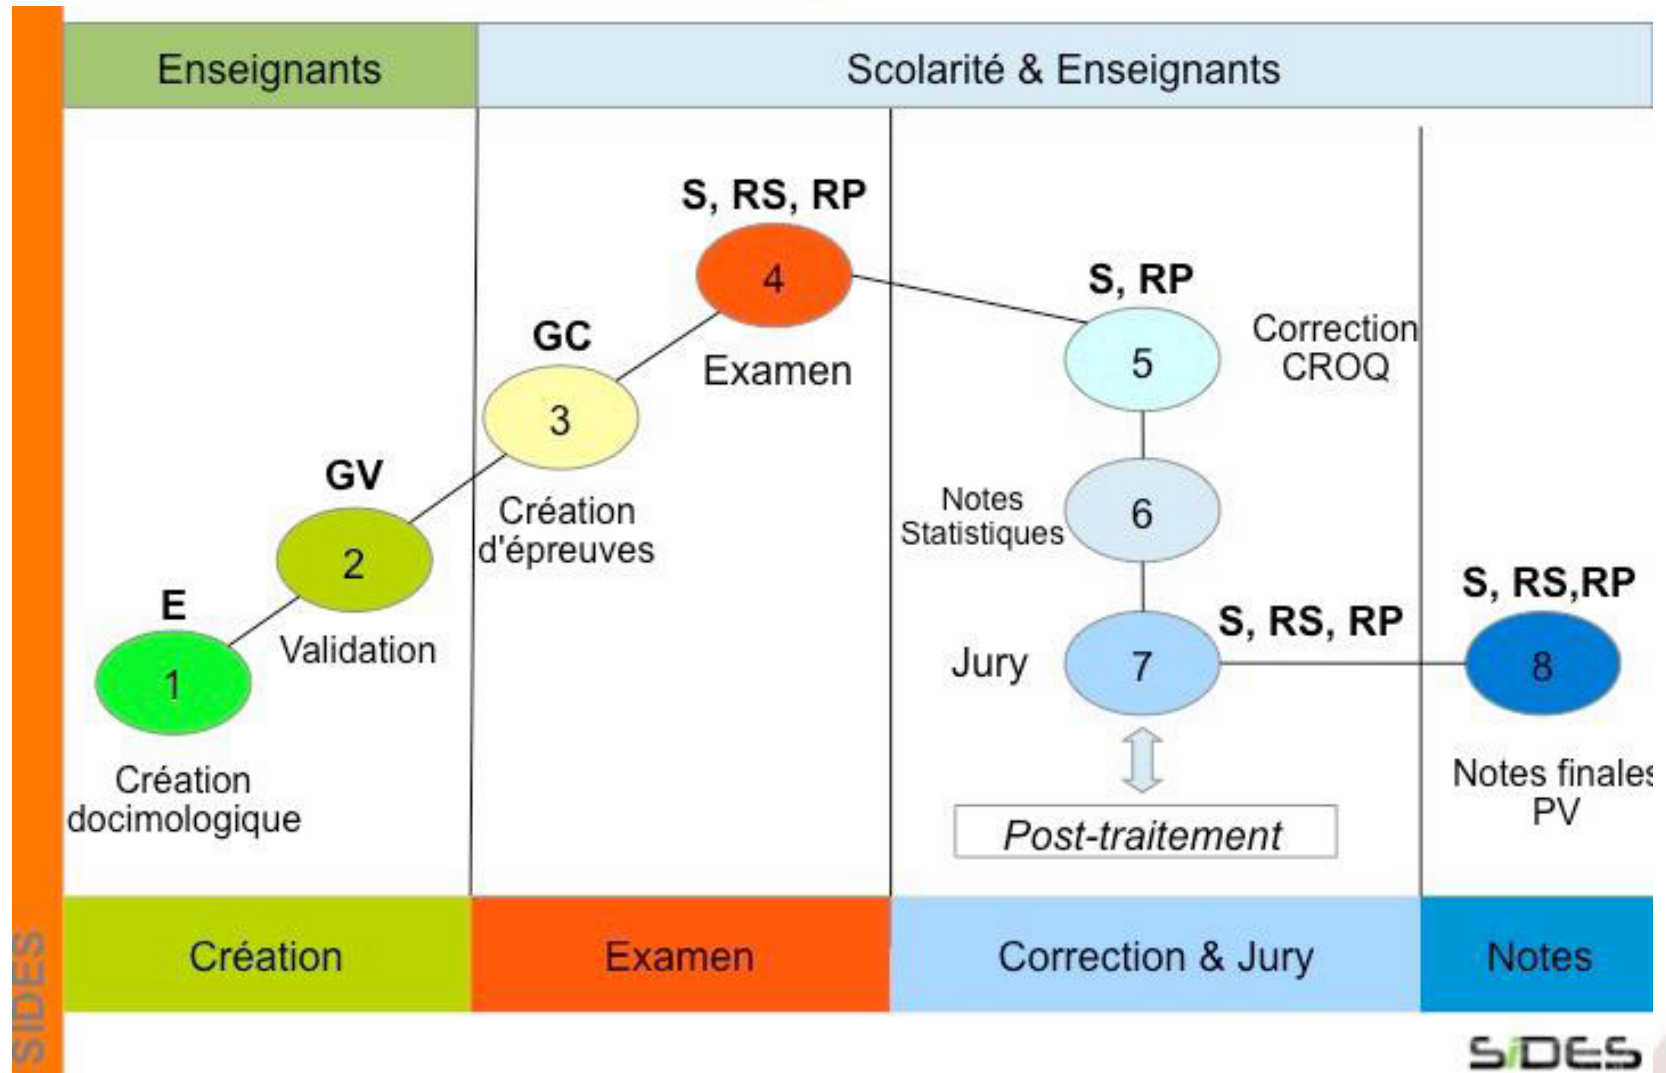 Enseignants
Scolarité & Enseignants
S, RS, RP
4
Examen
GC
3
Création
d'épreuves
GV
2
Validation
E
1
Création
docimologique
S, RP
5
Correction
CROQ
Notes
Statistiques
6
Jury
7
S, RS, RP
Post-traitement
S, RS,RP
8
Notes finales
PV
Création
Examen
Correction & Jury
Notes
SIDES
SiDES